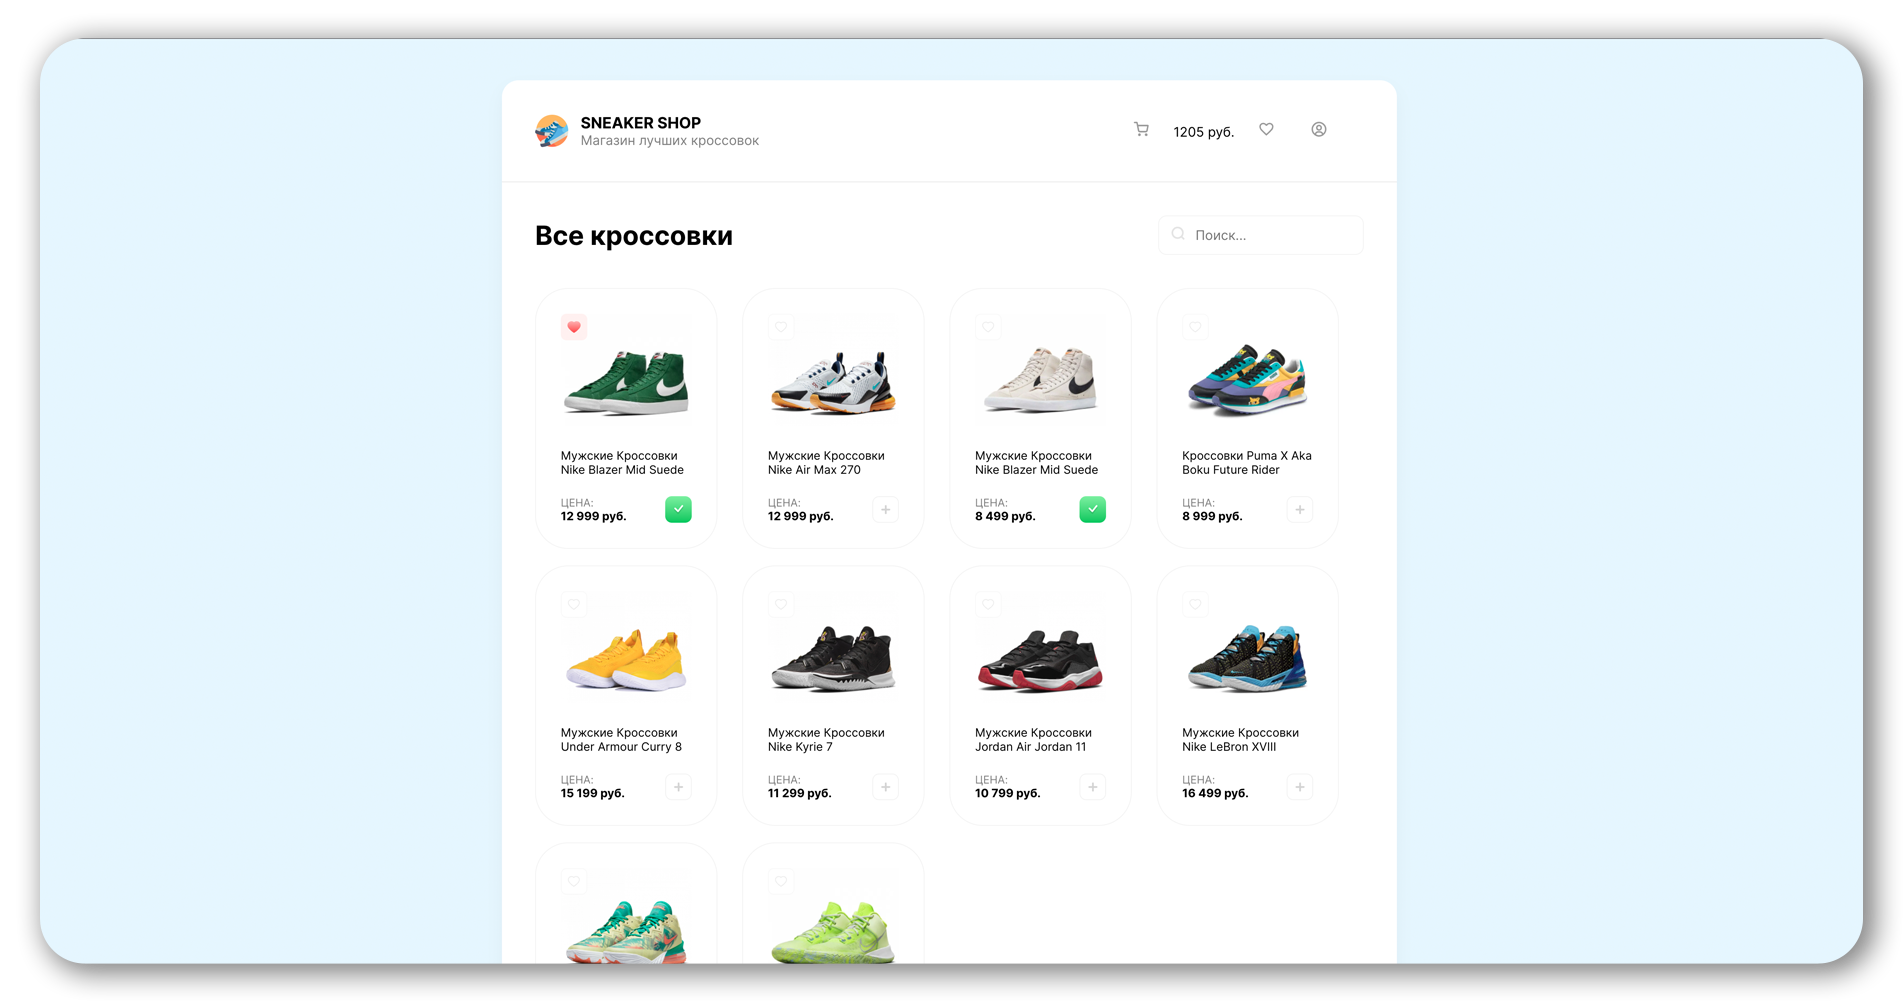 SNEAKER SHOP
Магазин лучших кроссовок
1205 руб.
Все кроссовки
Поиск...
Мужские Кроссовки
Nike Blazer Mid Suede
ЦЕНА:
12 999 руб.
Мужские Кроссовки
Nike Air Max 270
ЦЕНА:
12 999 руб.
Мужские Кроссовки
Nike Blazer Mid Suede
ЦЕНА:
8 499 руб.
Кроссовки Puma X Aka
Boku Future Rider
ЦЕНА:
8 999 руб.
Мужские Кроссовки
Under Armour Curry 8
ЦЕНА:
15 199 руб.
Мужские Кроссовки
Nike Kyrie 7
ЦЕНА:
11 299 руб.
Мужские Кроссовки
Jordan Air Jordan 11
ЦЕНА:
10 799 руб.
Мужские Кроссовки
Nike LeBron XVIII
ЦЕНА:
16 499 руб.